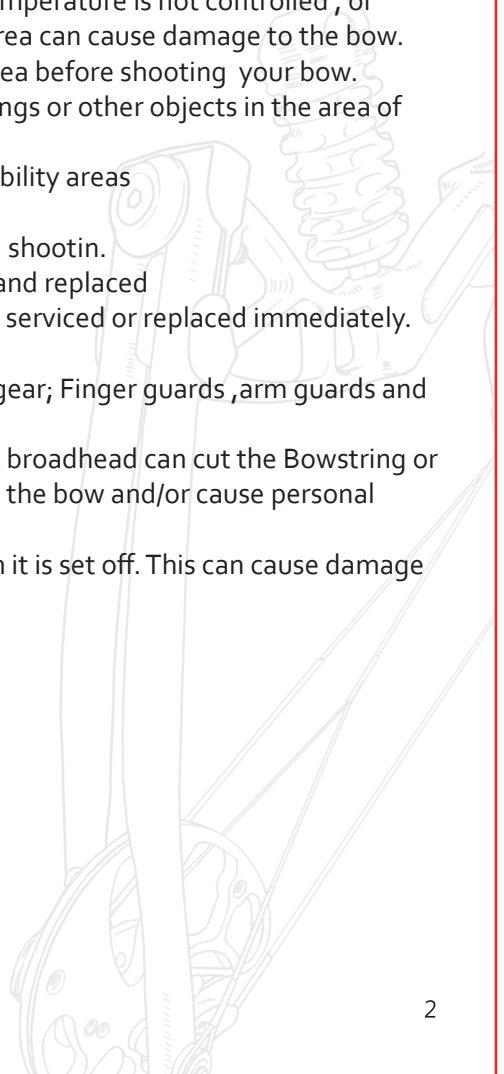 mperature is not controlled , or
rea can cause damage to the bow.
ea before shooting  your bow.
ngs or other objects in the area of
bility areas
shootin.
and replaced
serviced or replaced immediately.
gear; Finger guards ,arm guards and
broadhead can cut the Bowstring or
the bow and/or cause personal
it is set off. This can cause damage
2